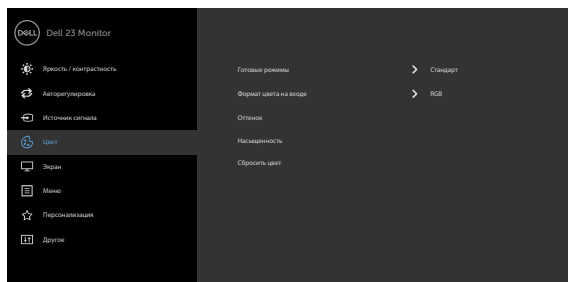 DELL Dell 23 Monitor
Яркость / контрастность
Авторегулировка
Источник сигнала
Цвет
Экран
Меню
Персонализация
Другое
Готовые режимы Стандарт
Формат цвета на входе RGB
Оттенок
Насыщенность
Сбросить цвет